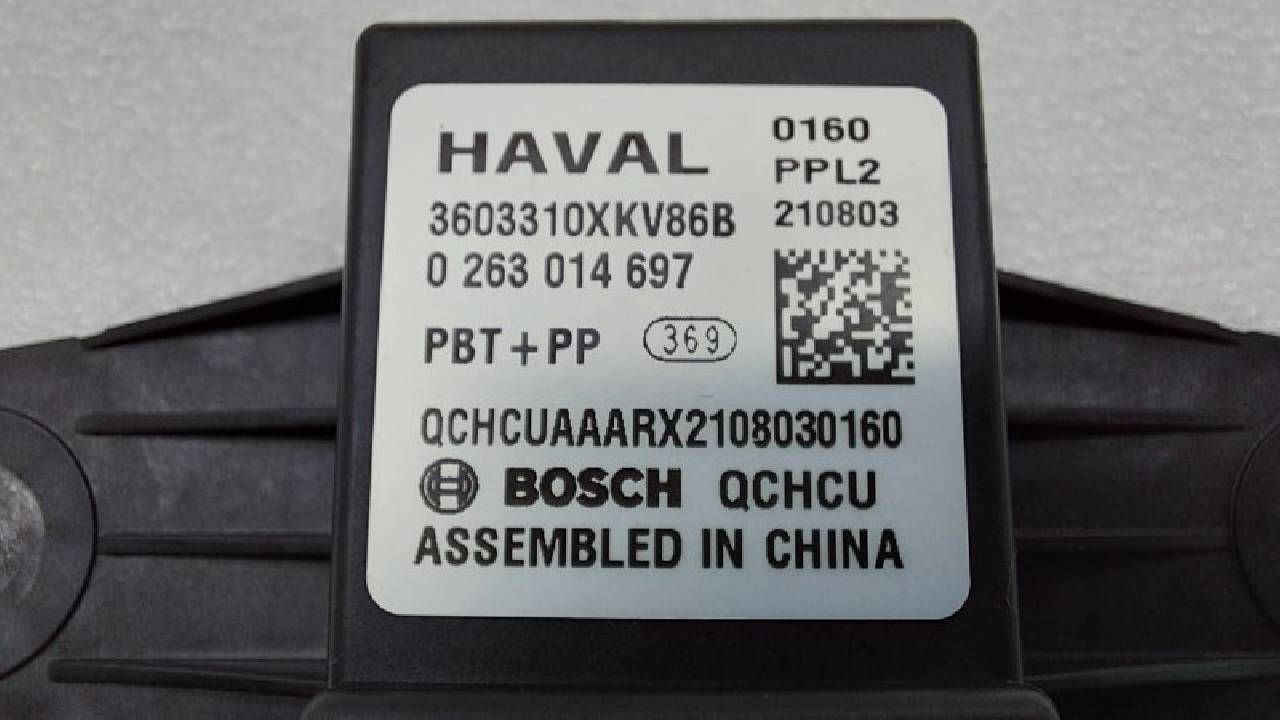 HAVAL
0160
PPL2
210803
3603310XKV86B
0 263 014 697
PBT+PP 369
QCHCUAAARX2108030160
BOSCH QCHCU
ASSEMBLED IN CHINA